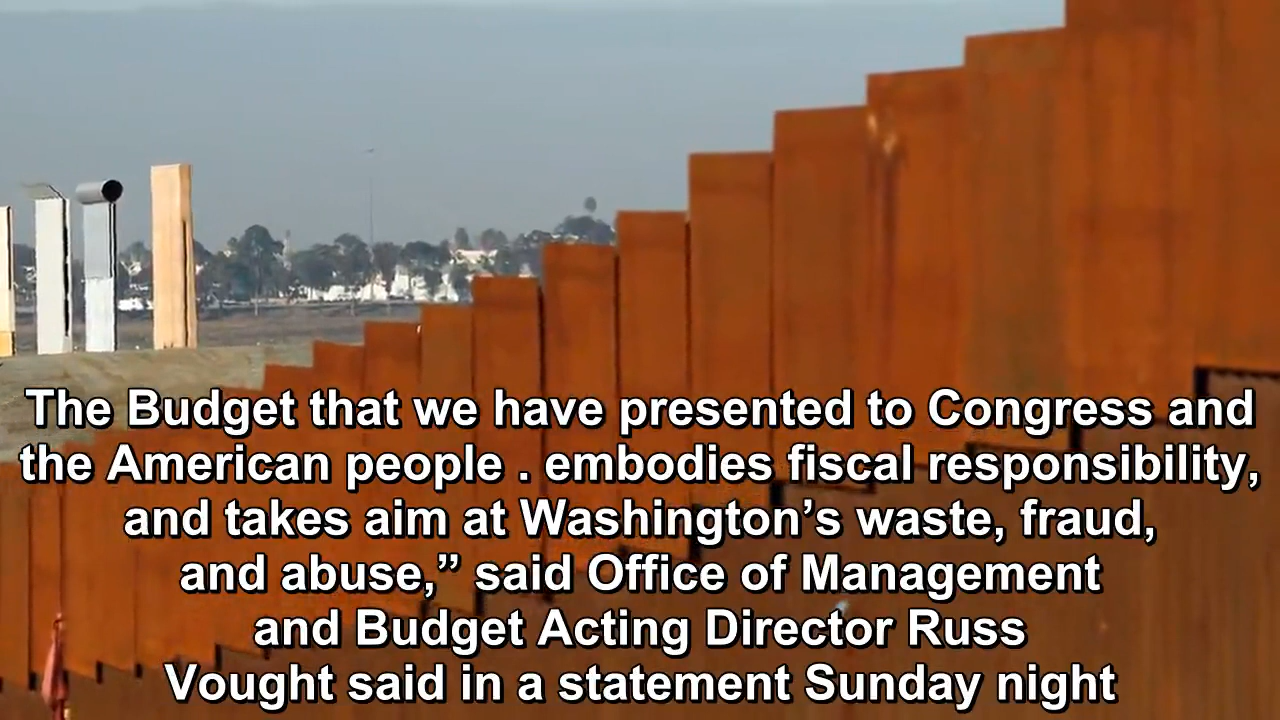 The Budget that we have presented to Congress and
the American people . embodies fiscal responsibility,
and takes aim at Washington’s waste, fraud,
and abuse,” said Office of Management
and Budget Acting Director Russ
Vought said in a statement Sunday night